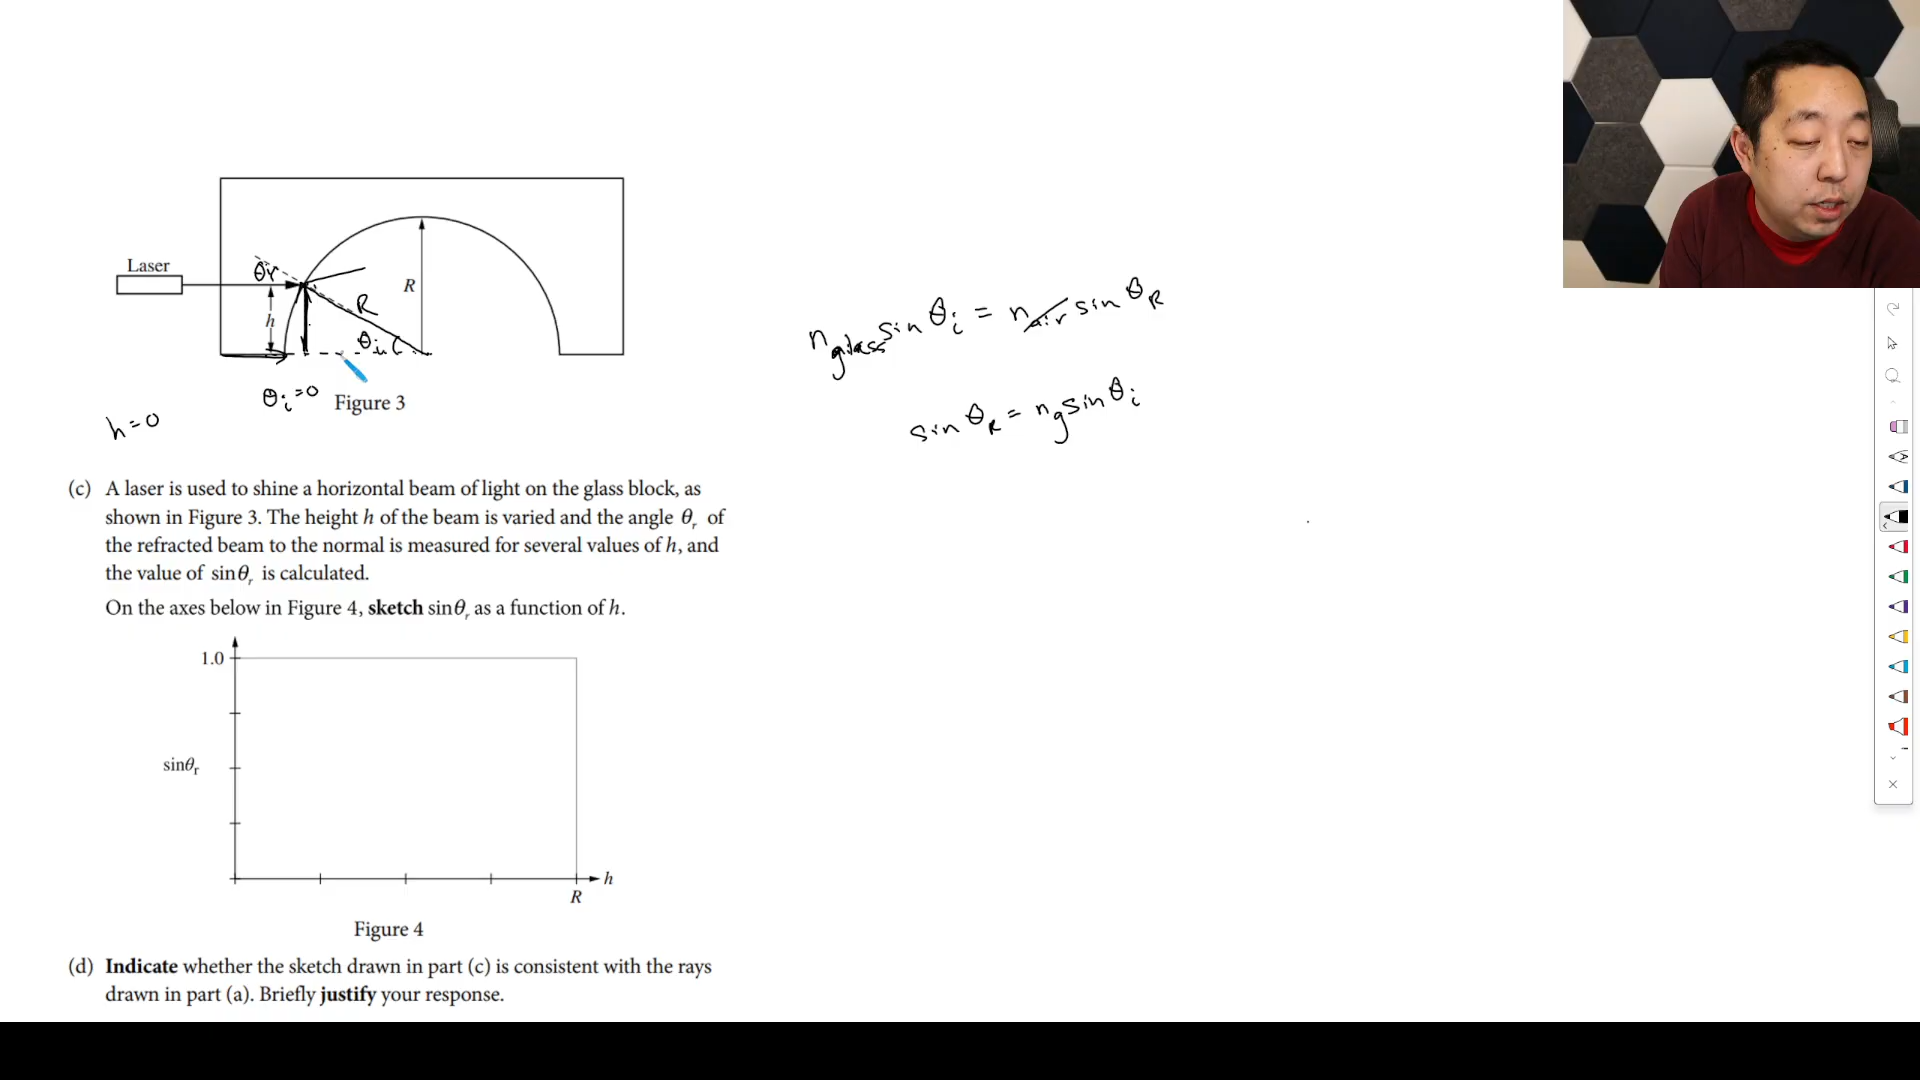 Laser
θr
R
R
h
θi
θi=0
Figure 3
h=0
n glass sin θi = n air sin θR
sin θR = ng sin θi
(c) A laser is used to shine a horizontal beam of light on the glass block, as
shown in Figure 3. The height h of the beam is varied and the angle θr of
the refracted beam to the normal is measured for several values of h, and
the value of sinθr is calculated.
On the axes below in Figure 4, sketch sinθr as a function of h.
1.0
sinθr
h
R
Figure 4
(d) Indicate whether the sketch drawn in part (c) is consistent with the rays
drawn in part (a). Briefly justify your response.